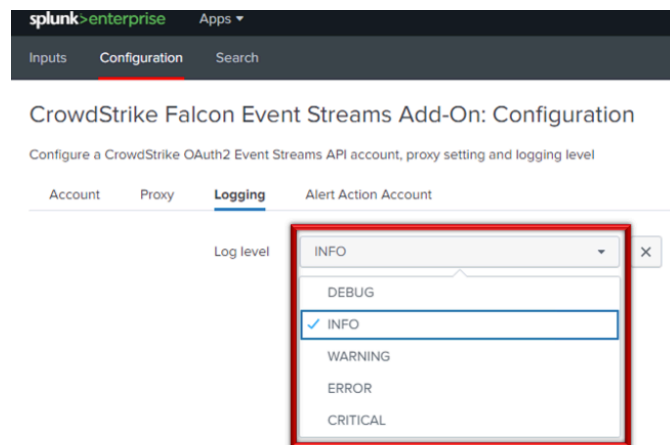 splunk>enterprise Apps
Inputs Configuration Search
CrowdStrike Falcon Event Streams Add-On: Configuration
Configure a CrowdStrike OAuth2 Event Streams API account, proxy setting and logging level
Account Proxy Logging Alert Action Account
Log level INFO
DEBUG
INFO
WARNING
ERROR
CRITICAL